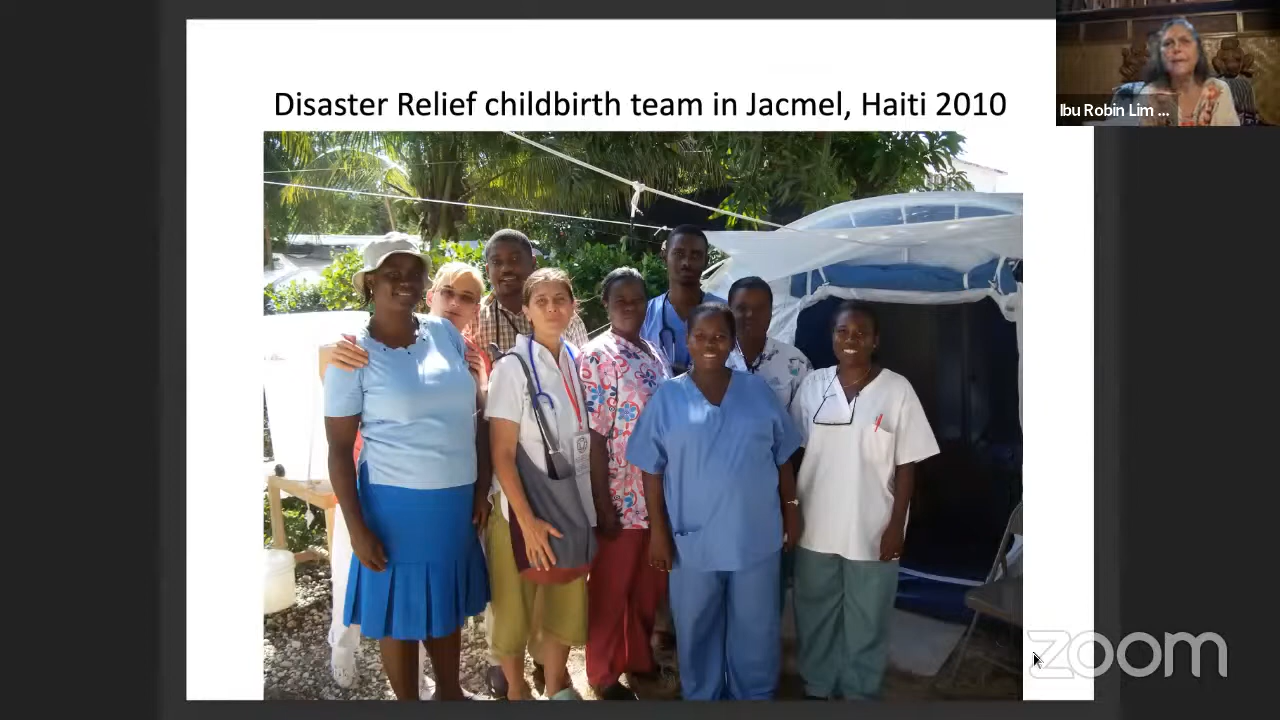 Disaster Relief childbirth team in Jacmel, Haiti 2010
Ibu Robin Lim ...
zoom